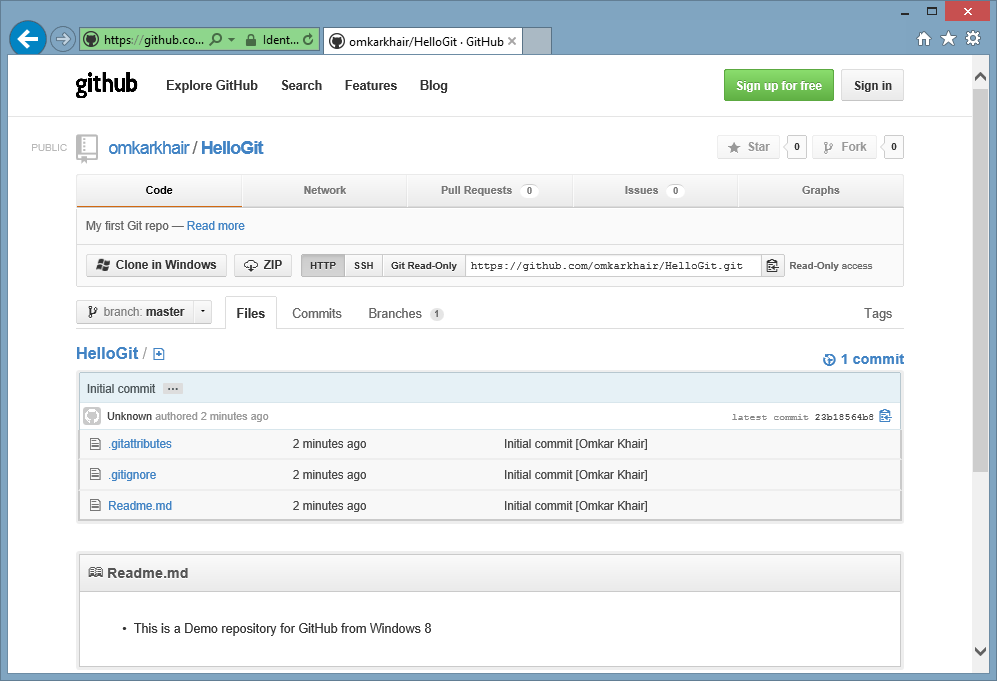 https://github.co... Ident... omkarkhair/HelloGit · GitHub
github Explore GitHub Search Features Blog Sign up for free Sign in
PUBLIC omkarkhair / HelloGit Star 0 Fork 0
Code Network Pull Requests 0 Issues 0 Graphs
My first Git repo — Read more
Clone in Windows ZIP HTTP SSH Git Read-Only https://github.com/omkarkhair/HelloGit.git Read-Only access
branch: master Files Commits Branches 1 Tags
HelloGit / 1 commit
Initial commit ...
Unknown authored 2 minutes ago latest commit 23b18564b8
.gitattributes 2 minutes ago Initial commit [Omkar Khair]
.gitignore 2 minutes ago Initial commit [Omkar Khair]
Readme.md 2 minutes ago Initial commit [Omkar Khair]
Readme.md
• This is a Demo repository for GitHub from Windows 8